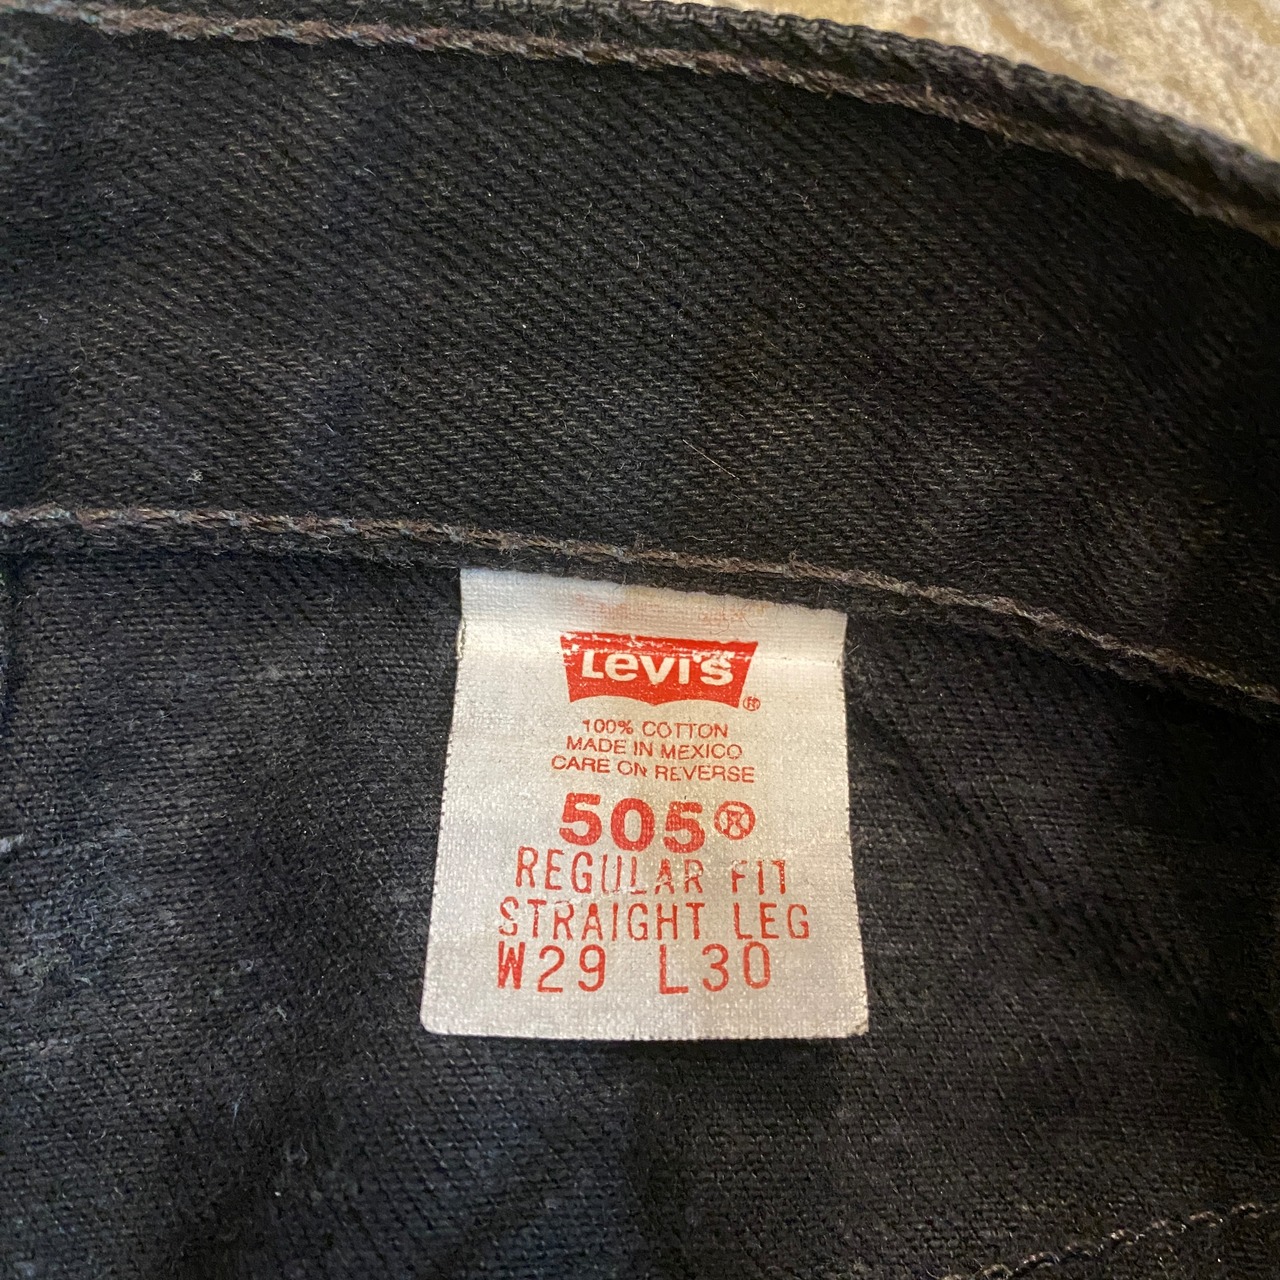 Levi's ®
100% COTTON
MADE IN MEXICO
CARE ON REVERSE
505®
REGULAR FIT
STRAIGHT LEG
W29 L30